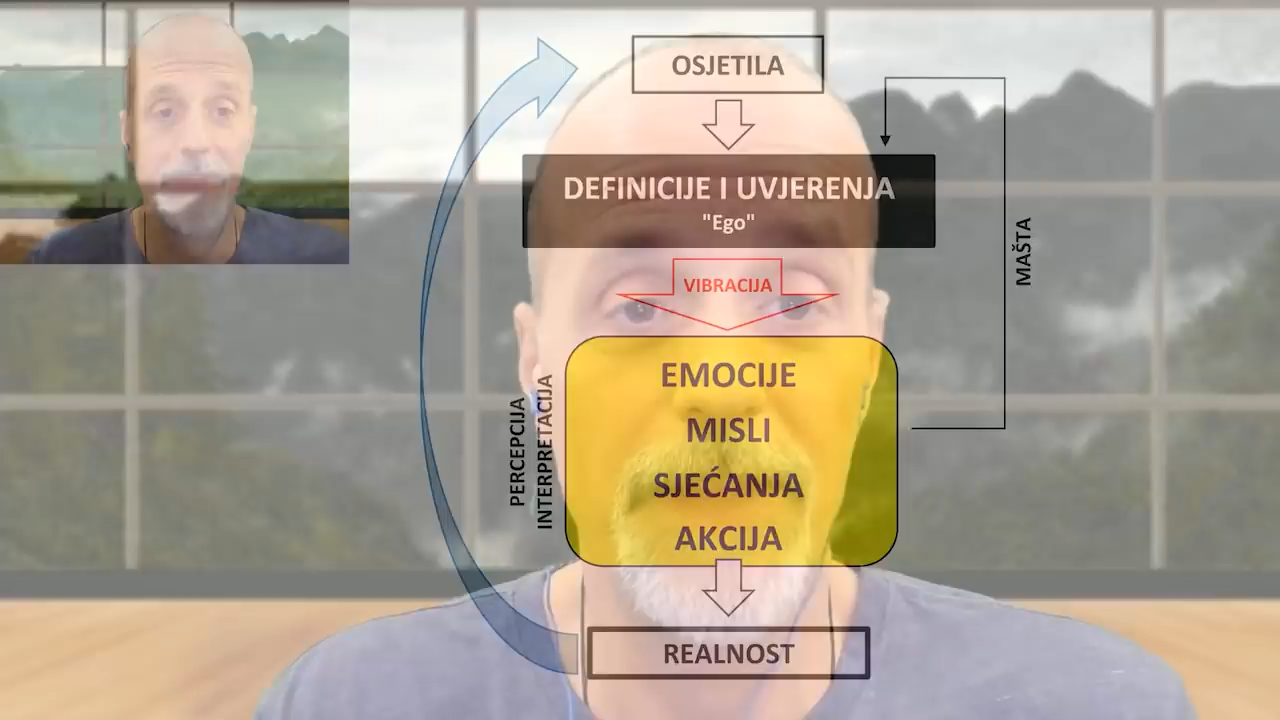 OSJETILA
DEFINICIJE I UVJERENJA
"Ego"
VIBRACIJA
MAŠTA
EMOCIJE
MISLI
SJEĆANJA
AKCIJA
PERCEPCIJA
INTERPRETACIJA
REALNOST